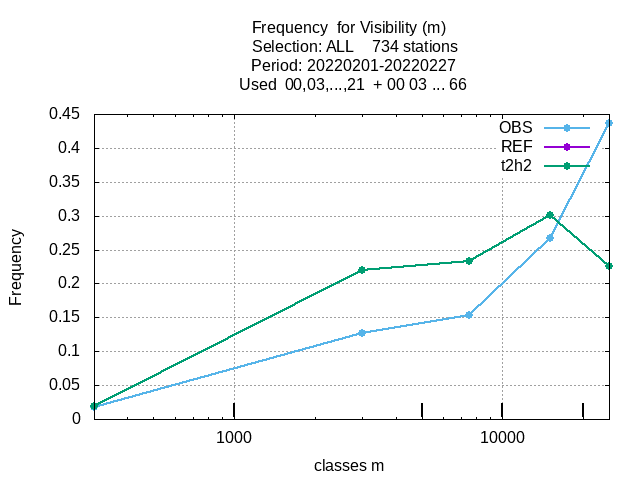 Frequency  for Visibility (m)
Selection: ALL    734 stations
Period: 20220201-20220227
Used  00,03,...,21  + 00 03 ... 66
0.45
0.4
0.35
0.3
0.25
0.2
0.15
0.1
0.05
0
Frequency
OBS
REF
t2h2
1000
10000
classes m